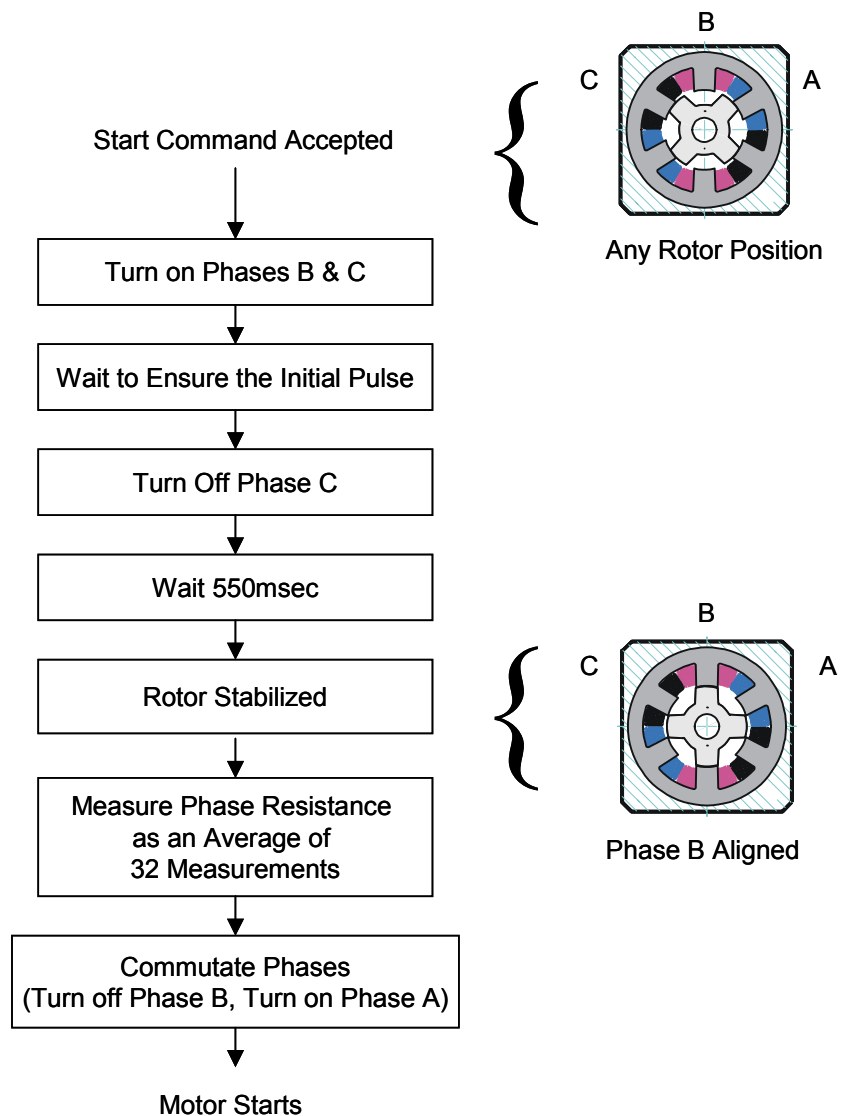 B
C
A
Start Command Accepted
Any Rotor Position
Turn on Phases B & C
Wait to Ensure the Initial Pulse
Turn Off Phase C
Wait 550msec
B
C
A
Rotor Stabilized
Measure Phase Resistance
as an Average of
32 Measurements
Phase B Aligned
Commutate Phases
(Turn off Phase B, Turn on Phase A)
Motor Starts